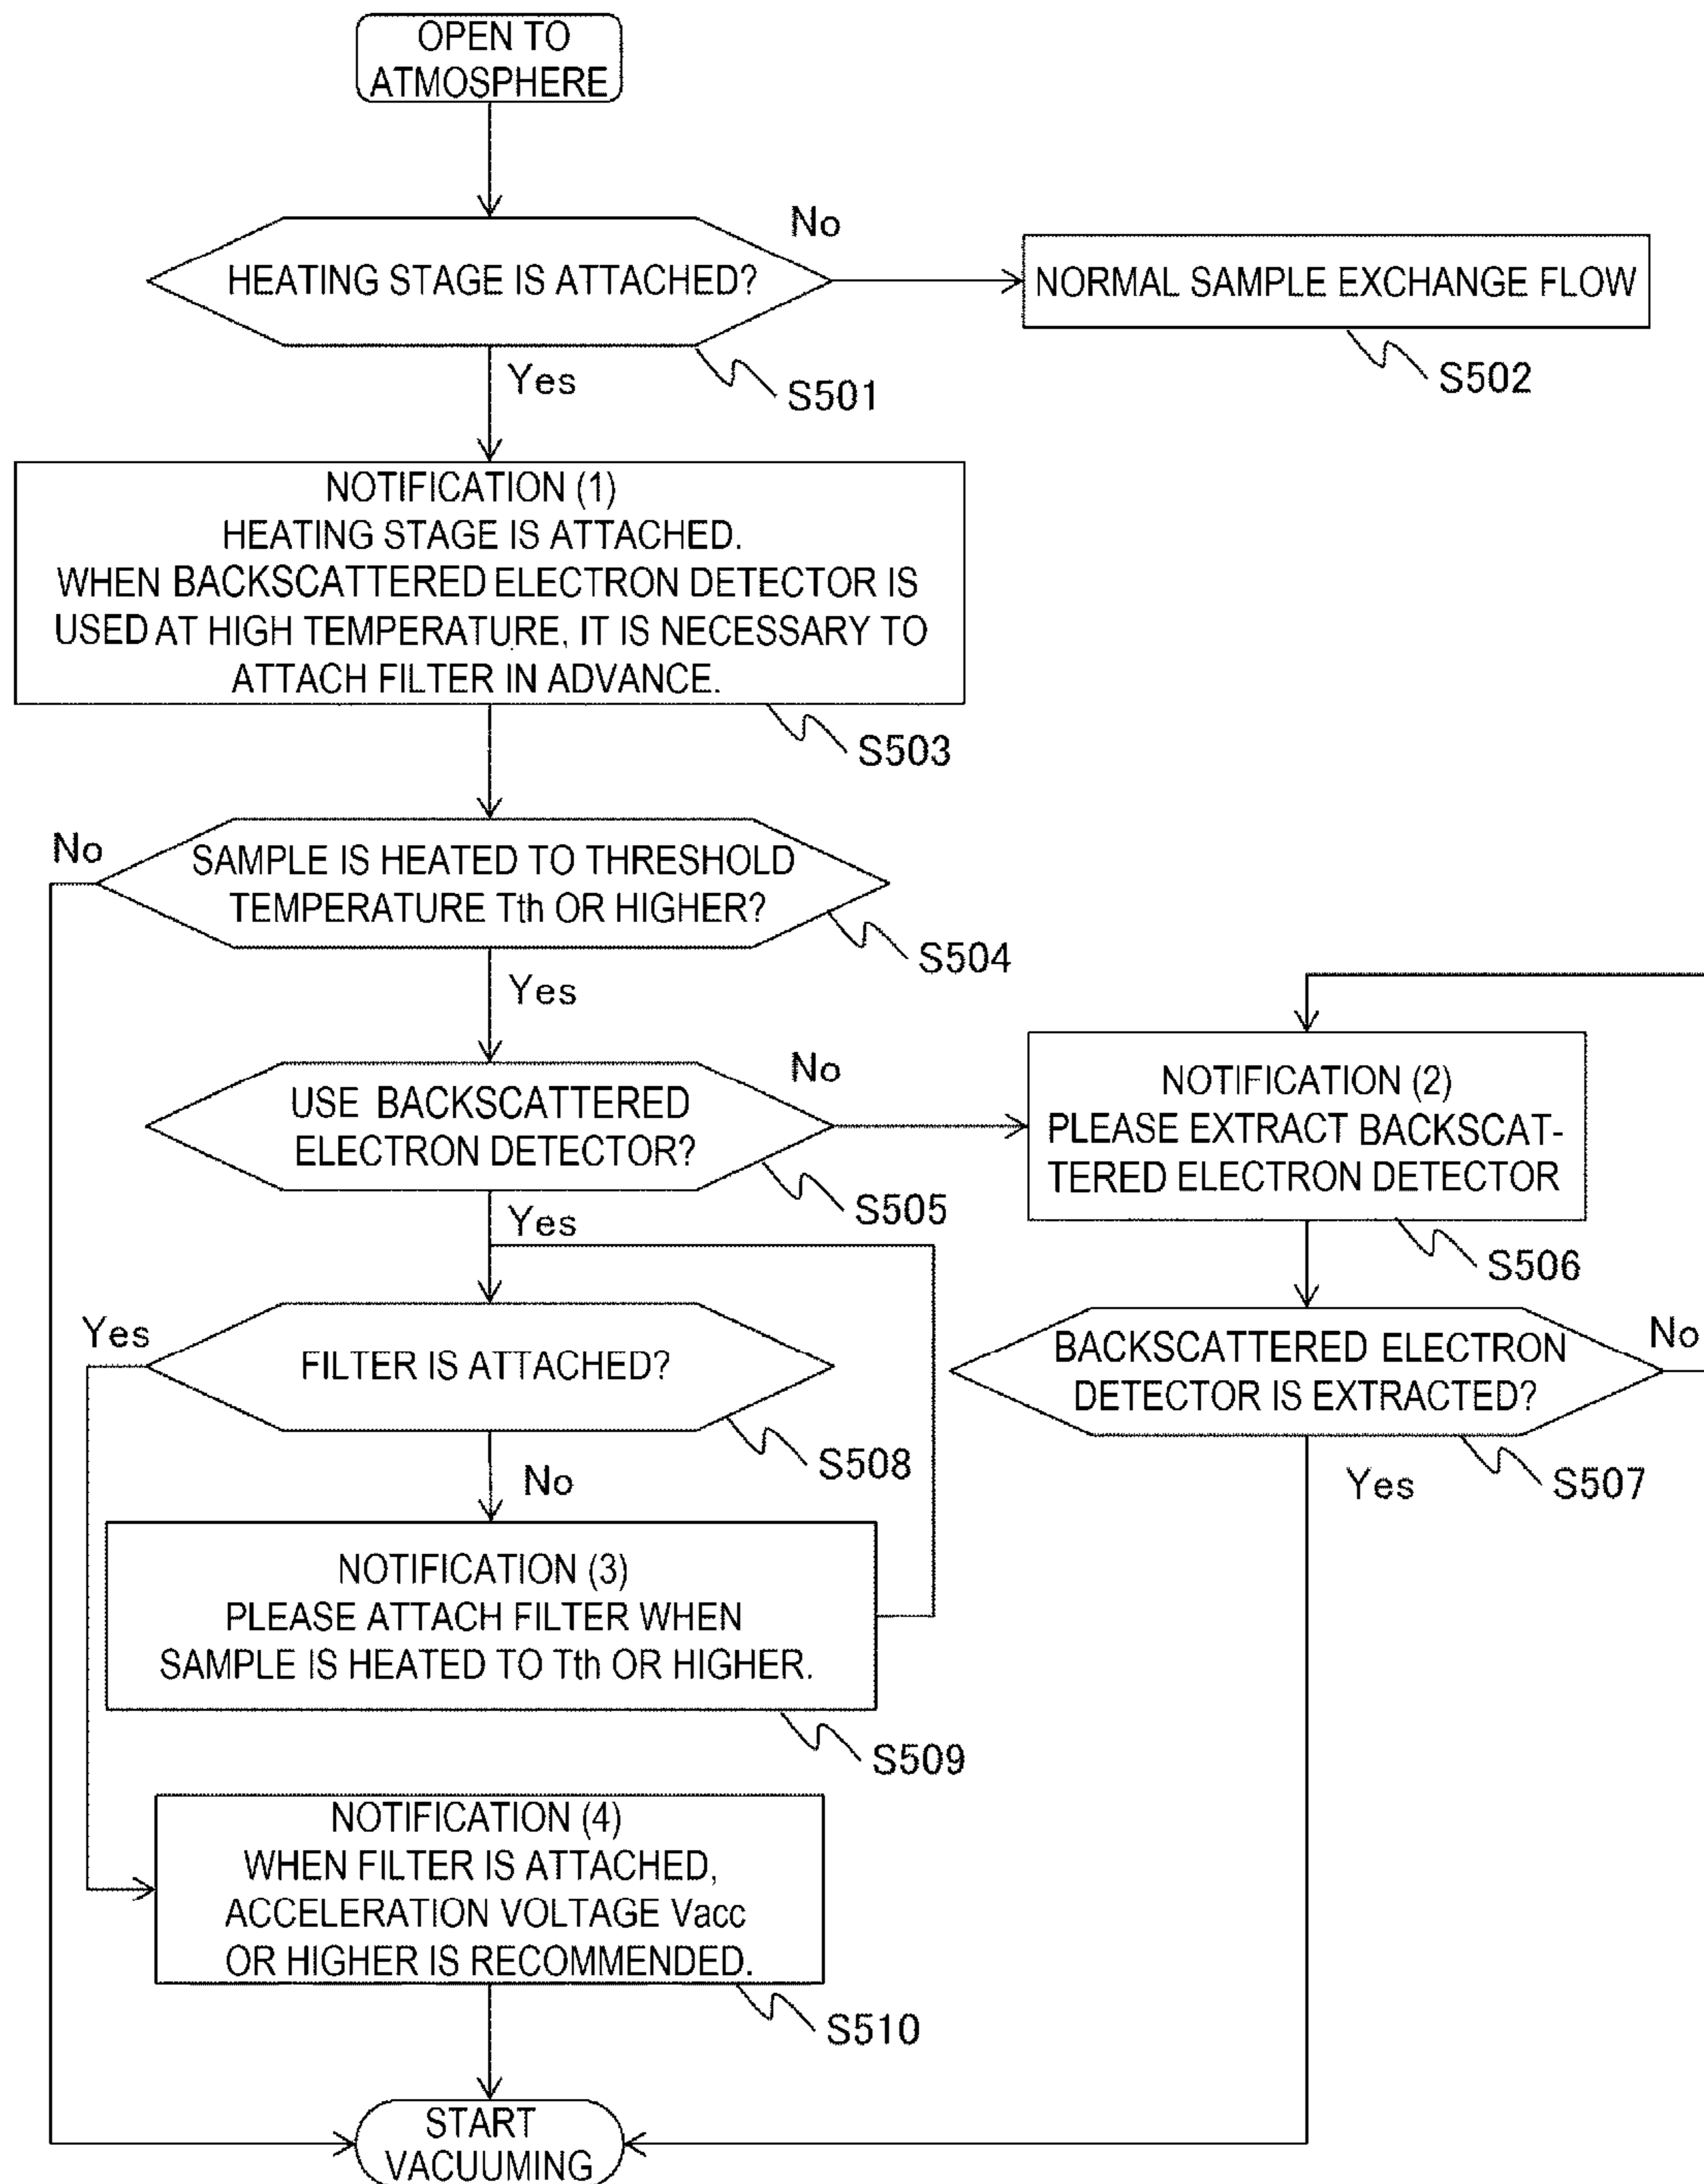 OPEN TO
ATMOSPHERE
HEATING STAGE IS ATTACHED?
No
NORMAL SAMPLE EXCHANGE FLOW
S502
Yes
S501
NOTIFICATION (1)
HEATING STAGE IS ATTACHED.
WHEN BACKSCATTERED ELECTRON DETECTOR IS
USED AT HIGH TEMPERATURE, IT IS NECESSARY TO
ATTACH FILTER IN ADVANCE.
S503
No
SAMPLE IS HEATED TO THRESHOLD
TEMPERATURE Tth OR HIGHER?
S504
Yes
USE BACKSCATTERED
ELECTRON DETECTOR?
No
S505
Yes
NOTIFICATION (2)
PLEASE EXTRACT BACKSCAT-
TERED ELECTRON DETECTOR
S506
BACKSCATTERED ELECTRON
DETECTOR IS EXTRACTED?
No
Yes
S507
Yes
FILTER IS ATTACHED?
S508
No
NOTIFICATION (3)
PLEASE ATTACH FILTER WHEN
SAMPLE IS HEATED TO Tth OR HIGHER.
S509
NOTIFICATION (4)
WHEN FILTER IS ATTACHED,
ACCELERATION VOLTAGE Vacc
OR HIGHER IS RECOMMENDED.
S510
START
VACUUMING